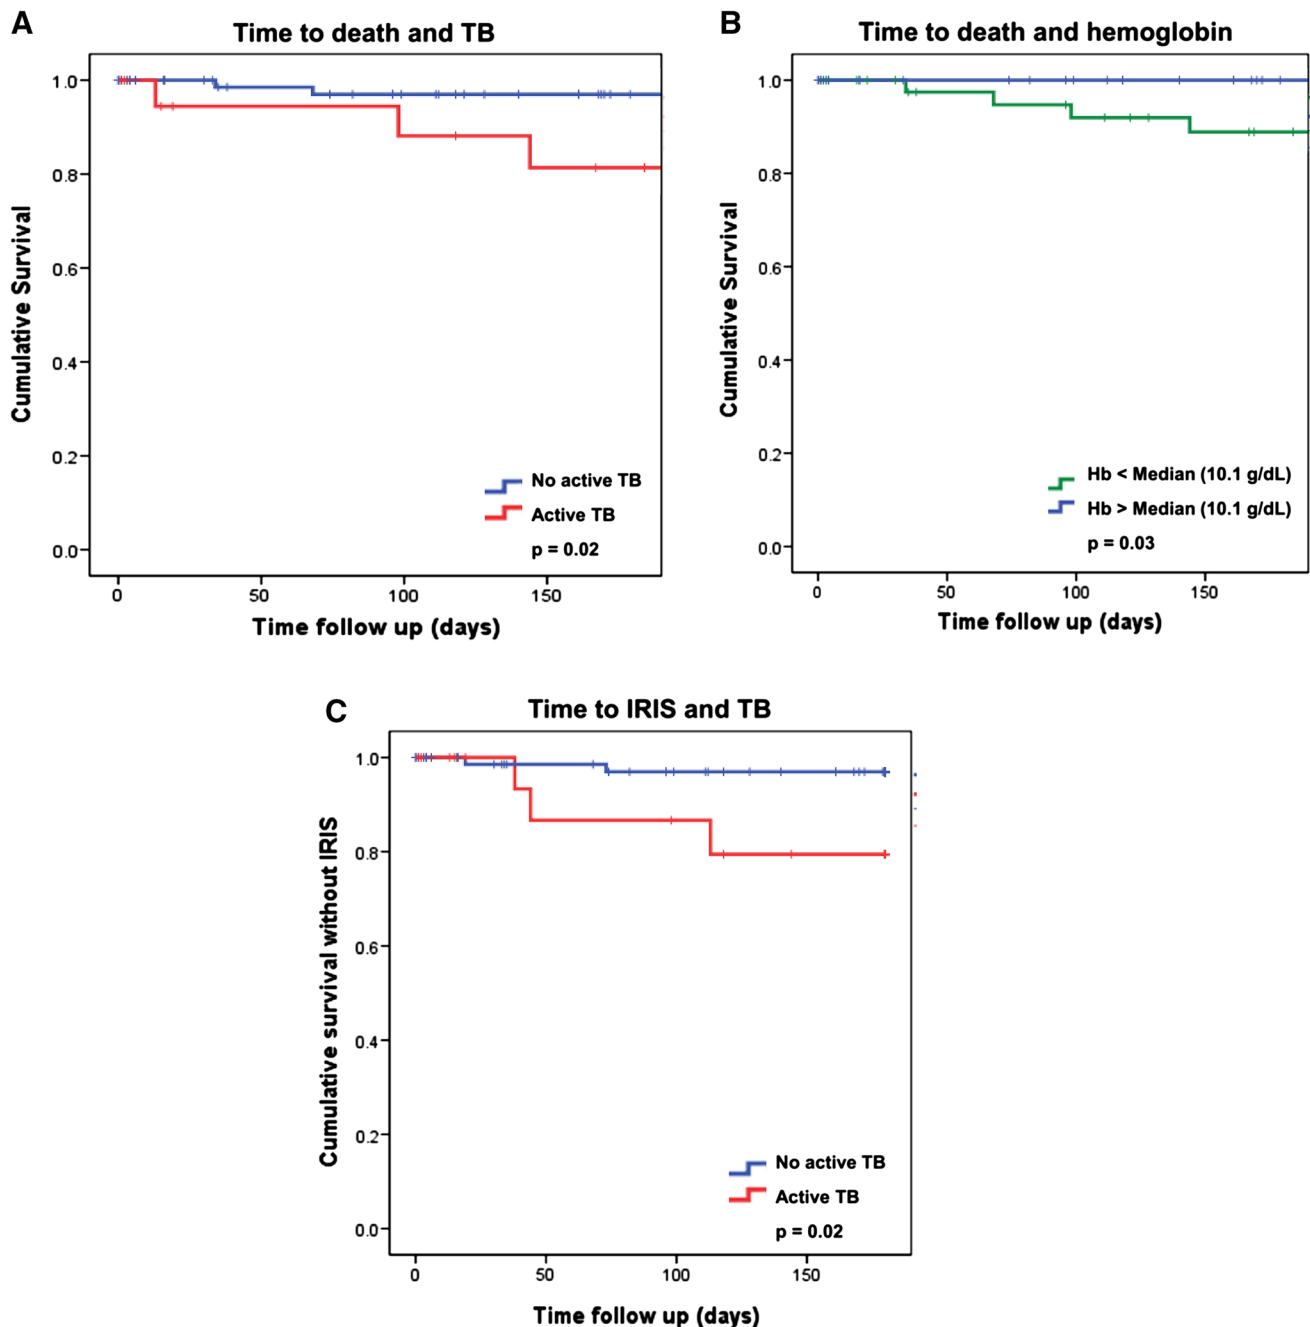 A
Time to death and TB
Cumulative Survival
1.0
0.8
0.6
0.4
0.2
0.0
No active TB
Active TB
p = 0.02
0 50 100 150
Time follow up (days)
B
Time to death and hemoglobin
Cumulative Survival
1.0
0.8
0.6
0.4
0.2
0.0
Hb < Median (10.1 g/dL)
Hb > Median (10.1 g/dL)
p = 0.03
0 50 100 150
Time follow up (days)
C
Time to IRIS and TB
Cumulative survival without IRIS
1.0
0.8
0.6
0.4
0.2
0.0
No active TB
Active TB
p = 0.02
0 50 100 150
Time follow up (days)